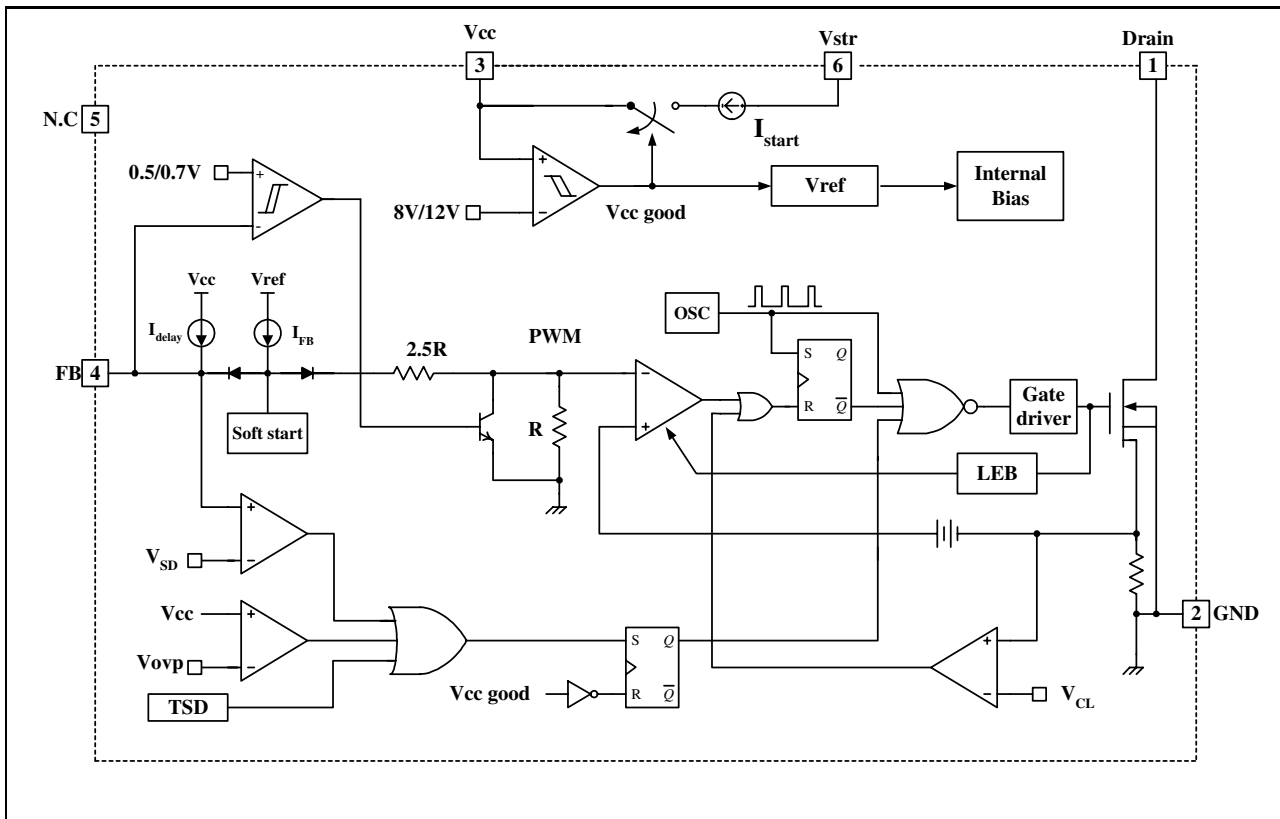 Vcc
Vstr
Drain
3
6
1
N.C 5
I start
0.5/0.7V
+
-
+
−
8V/12V
Vcc good
Vref
Internal
Bias
Vcc
Vref
I delay
I FB
OSC
PWM
2.5R
FB 4
Soft start
R
−
+
S Q
R Q
Gate
driver
LEB
+
−
V SD
Vcc
+
−
Vovp
TSD
S Q
R Q
Vcc good
+
−
V CL
2 GND